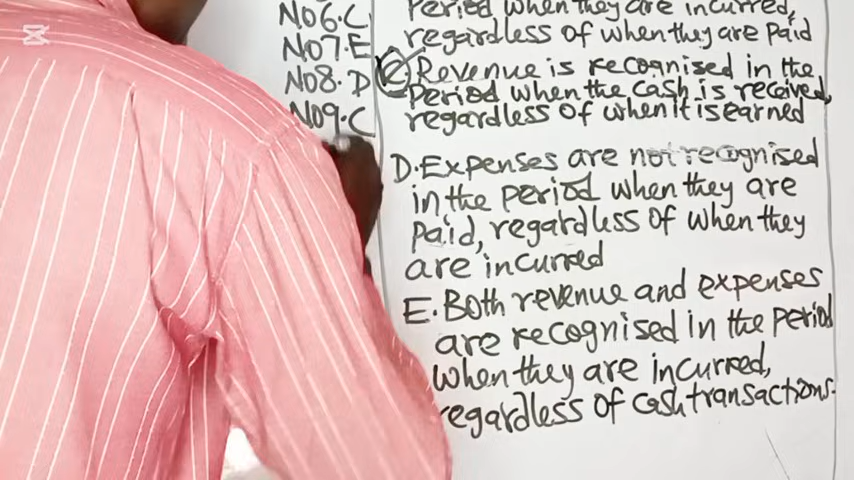 NO6·C
NO7·E
NO8·D
NO9·C
Period when they are incurred,
regardless of when they are paid
C Revenue is recognised in the
Period when the cash is received,
regardless of when it is earned
D. Expenses are not recognised
in the period when they are
paid, regardless of when they
are incurred
E. Both revenue and expenses
are recognised in the period
when they are incurred,
regardless of cash transactions.